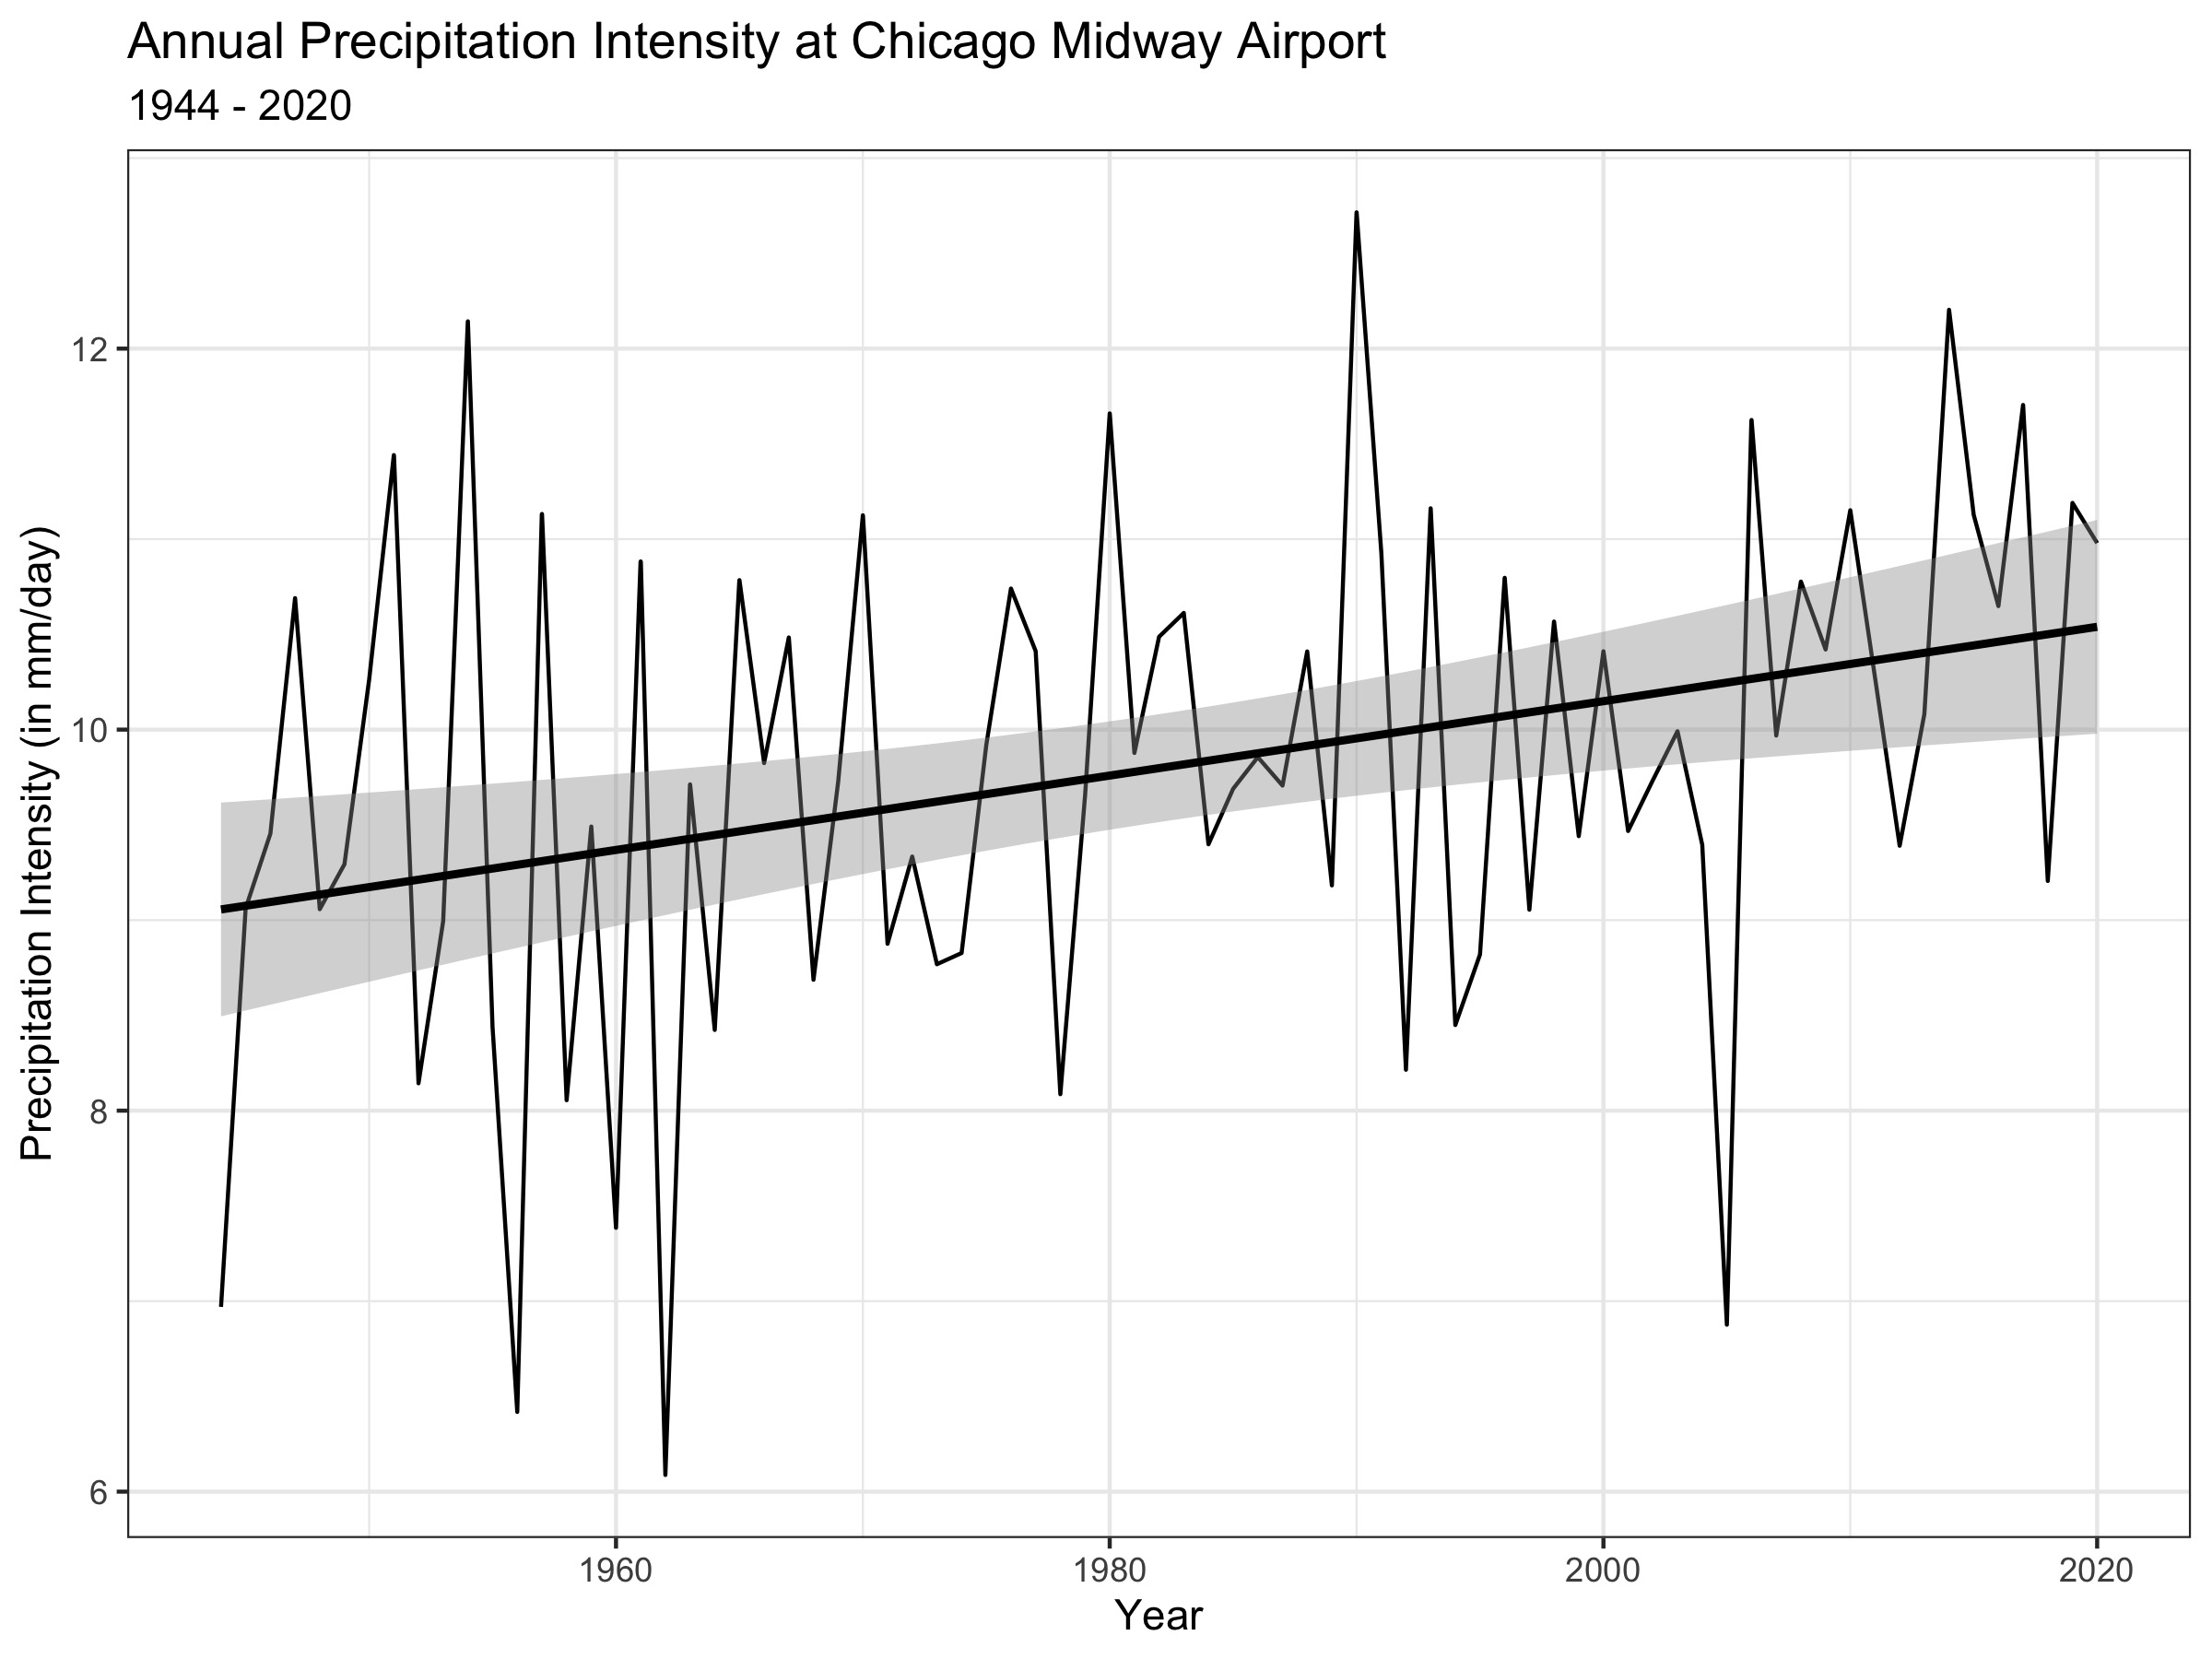 Annual Precipitation Intensity at Chicago Midway Airport
1944 - 2020
Precipitation Intensity (in mm/day)
12
10
8
6
1960
1980
2000
2020
Year